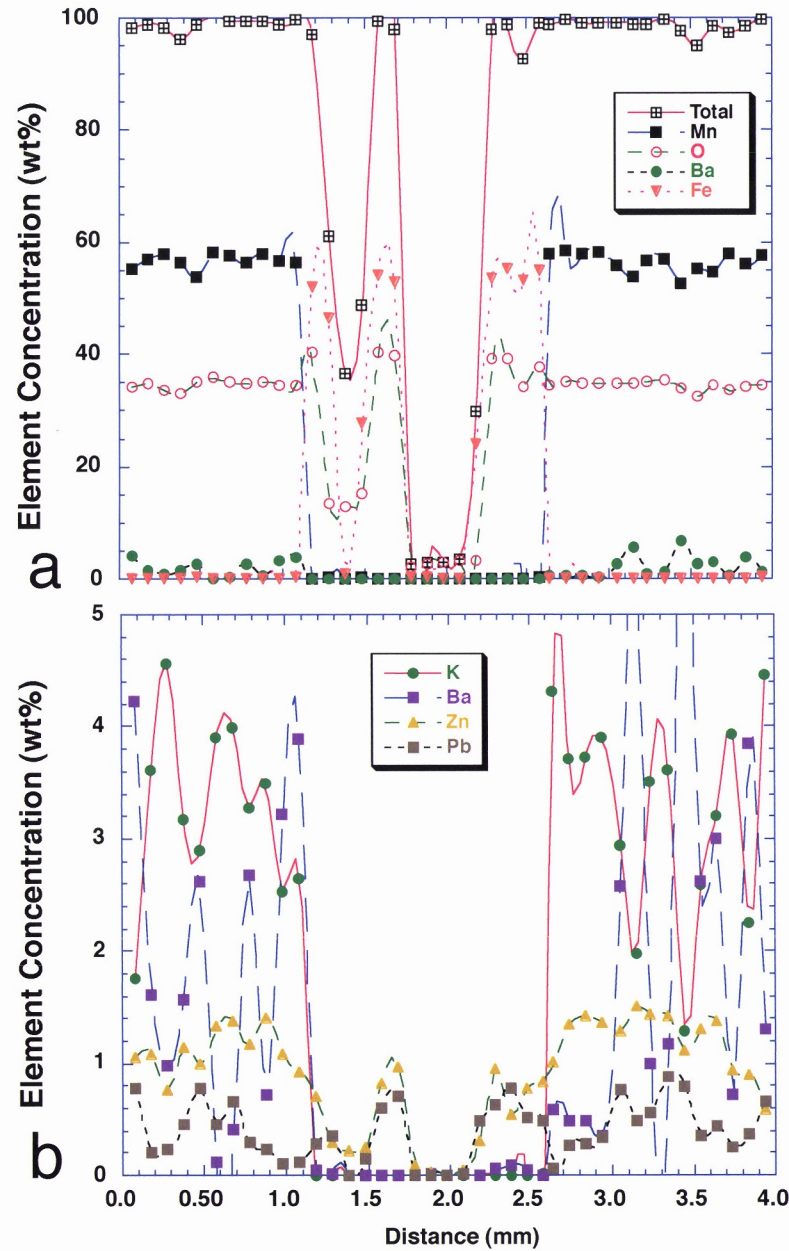 100
80
60
40
20
0
Element Concentration (wt%)
Total
Mn
O
Ba
Fe
a
5
4
3
2
1
0
Element Concentration (wt%)
K
Ba
Zn
Pb
b
0.0 0.50 1.0 1.5 2.0 2.5 3.0 3.5 4.0
Distance (mm)